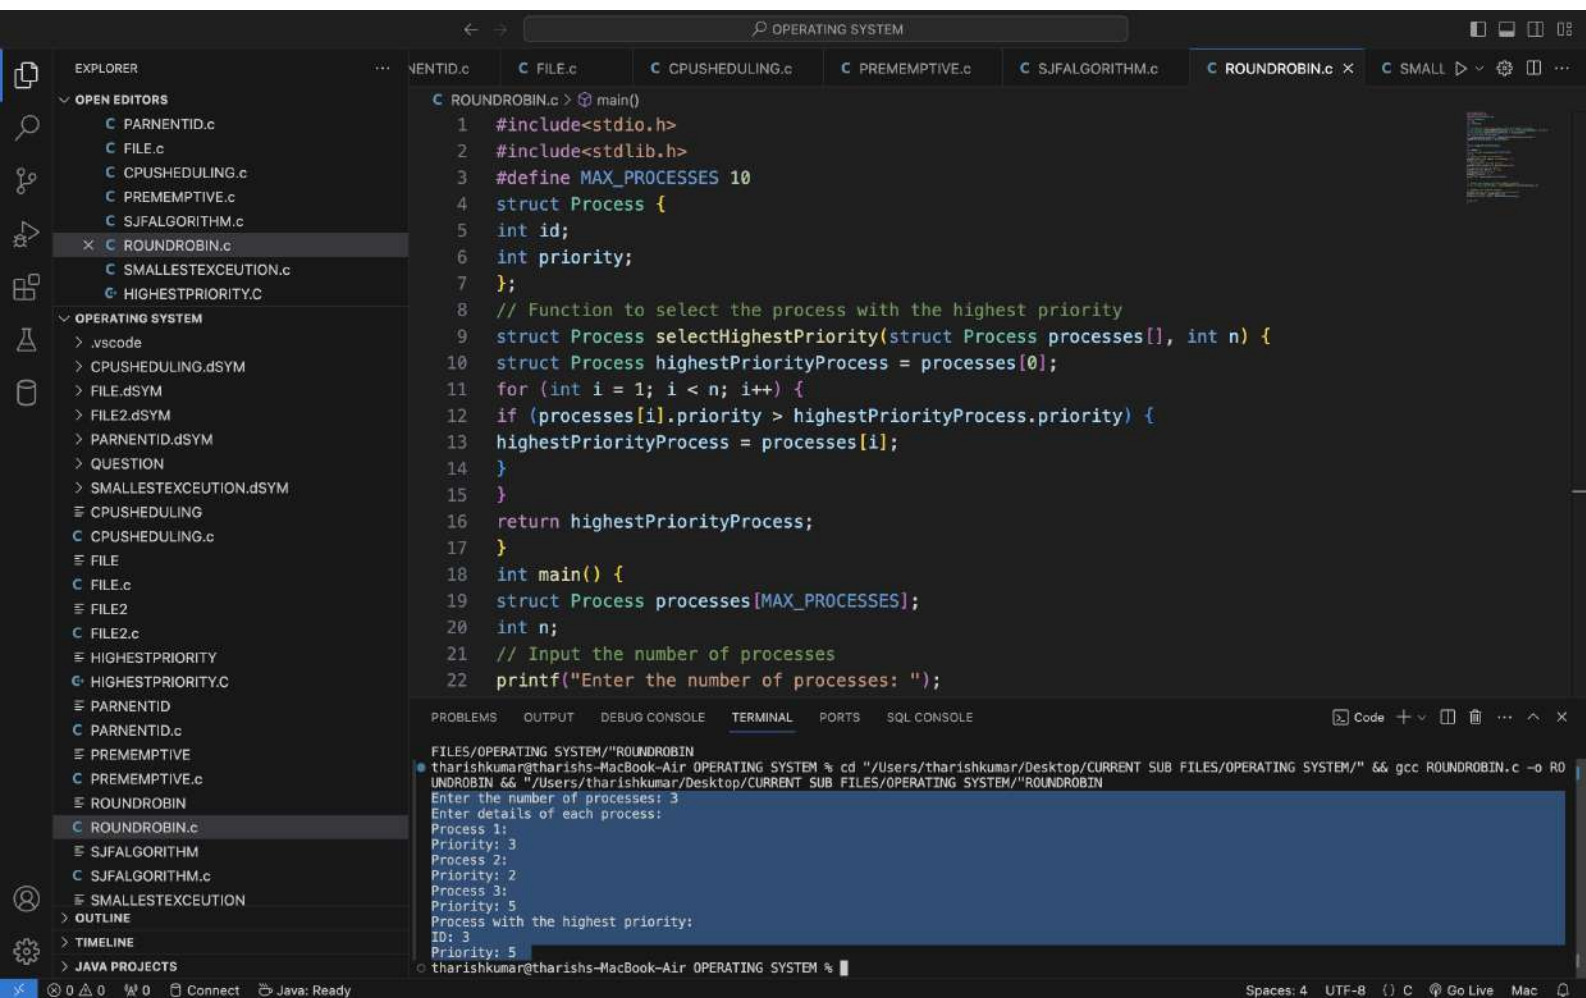 OPERATING SYSTEM
EXPLORER
OPEN EDITORS
PARNENTID.c
FILE.c
CPUSHEDULING.c
PREMEMPTIVE.c
SJFALGORITHM.c
ROUNDROBIN.c
SMALLESTEXCEUTION.c
HIGHESTPRIORITY.C
OPERATING SYSTEM
.vscode
CPUSHEDULING.dSYM
FILE.dSYM
FILE2.dSYM
PARNENTID.dSYM
QUESTION
SMALLESTEXCEUTION.dSYM
CPUSHEDULING
CPUSHEDULING.c
FILE
FILE.c
FILE2
FILE2.c
HIGHESTPRIORITY
HIGHESTPRIORITY.C
PARNENTID
PARNENTID.c
PREMEMPTIVE
PREMEMPTIVE.c
ROUNDROBIN
ROUNDROBIN.c
SJFALGORITHM
SJFALGORITHM.c
SMALLESTEXCEUTION
OUTLINE
TIMELINE
JAVA PROJECTS
NENTID.c C FILE.c C CPUSHEDULING.c C PREMEMPTIVE.c C SJFALGORITHM.c C ROUNDROBIN.c C SMALL
C ROUNDROBIN.c > main()
1 #include<stdio.h>
2 #include<stdlib.h>
3 #define MAX_PROCESSES 10
4 struct Process {
5 int id;
6 int priority;
7 };
8 // Function to select the process with the highest priority
9 struct Process selectHighestPriority(struct Process processes[], int n) {
10 struct Process highestPriorityProcess = processes[0];
11 for (int i = 1; i < n; i++) {
12 if (processes[i].priority > highestPriorityProcess.priority) {
13 highestPriorityProcess = processes[i];
14 }
15 }
16 return highestPriorityProcess;
17 }
18 int main() {
19 struct Process processes[MAX_PROCESSES];
20 int n;
21 // Input the number of processes
22 printf("Enter the number of processes: ");
PROBLEMS OUTPUT DEBUG CONSOLE TERMINAL PORTS SQL CONSOLE Code
FILES/OPERATING SYSTEM/"ROUNDROBIN
tharishkumar@tharishs-MacBook-Air OPERATING SYSTEM % cd "/Users/tharishkumar/Desktop/CURRENT SUB FILES/OPERATING SYSTEM/" && gcc ROUNDROBIN.c -o RO
UNDROBIN && "/Users/tharishkumar/Desktop/CURRENT SUB FILES/OPERATING SYSTEM/"ROUNDROBIN
Enter the number of processes: 3
Enter details of each process:
Process 1:
Priority: 3
Process 2:
Priority: 2
Process 3:
Priority: 5
Process with the highest priority:
ID: 3
Priority: 5
tharishkumar@tharishs-MacBook-Air OPERATING SYSTEM %
0 0 0 Connect Java: Ready Spaces: 4 UTF-8 {} C Go Live Mac